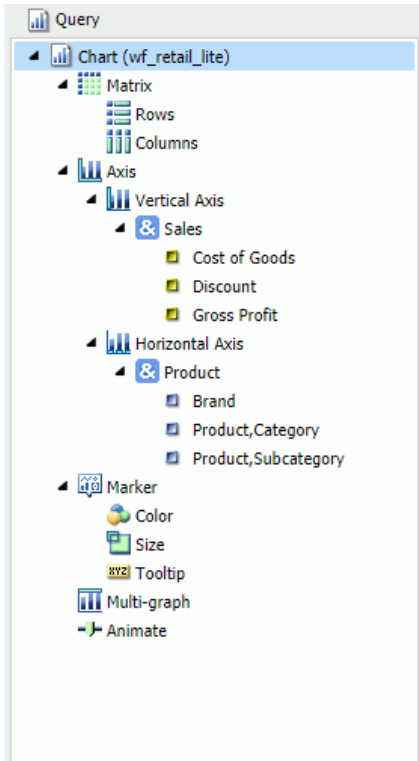 Query
Chart (wf_retail_lite)
Matrix
Rows
Columns
Axis
Vertical Axis
& Sales
Cost of Goods
Discount
Gross Profit
Horizontal Axis
& Product
Brand
Product,Category
Product,Subcategory
Marker
Color
Size
XYZ Tooltip
Multi-graph
Animate